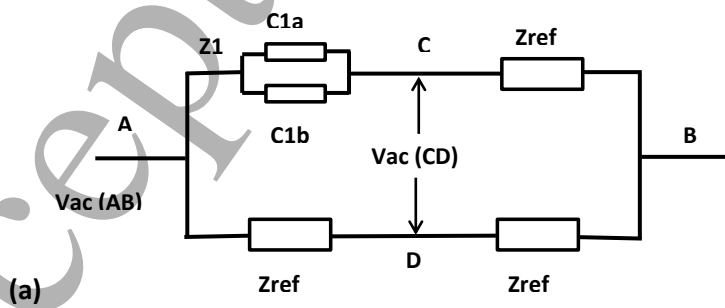 C1a
Z1
C
Zref
A
C1b
B
Vac (CD)
Vac (AB)
D
(a)
Zref
Zref